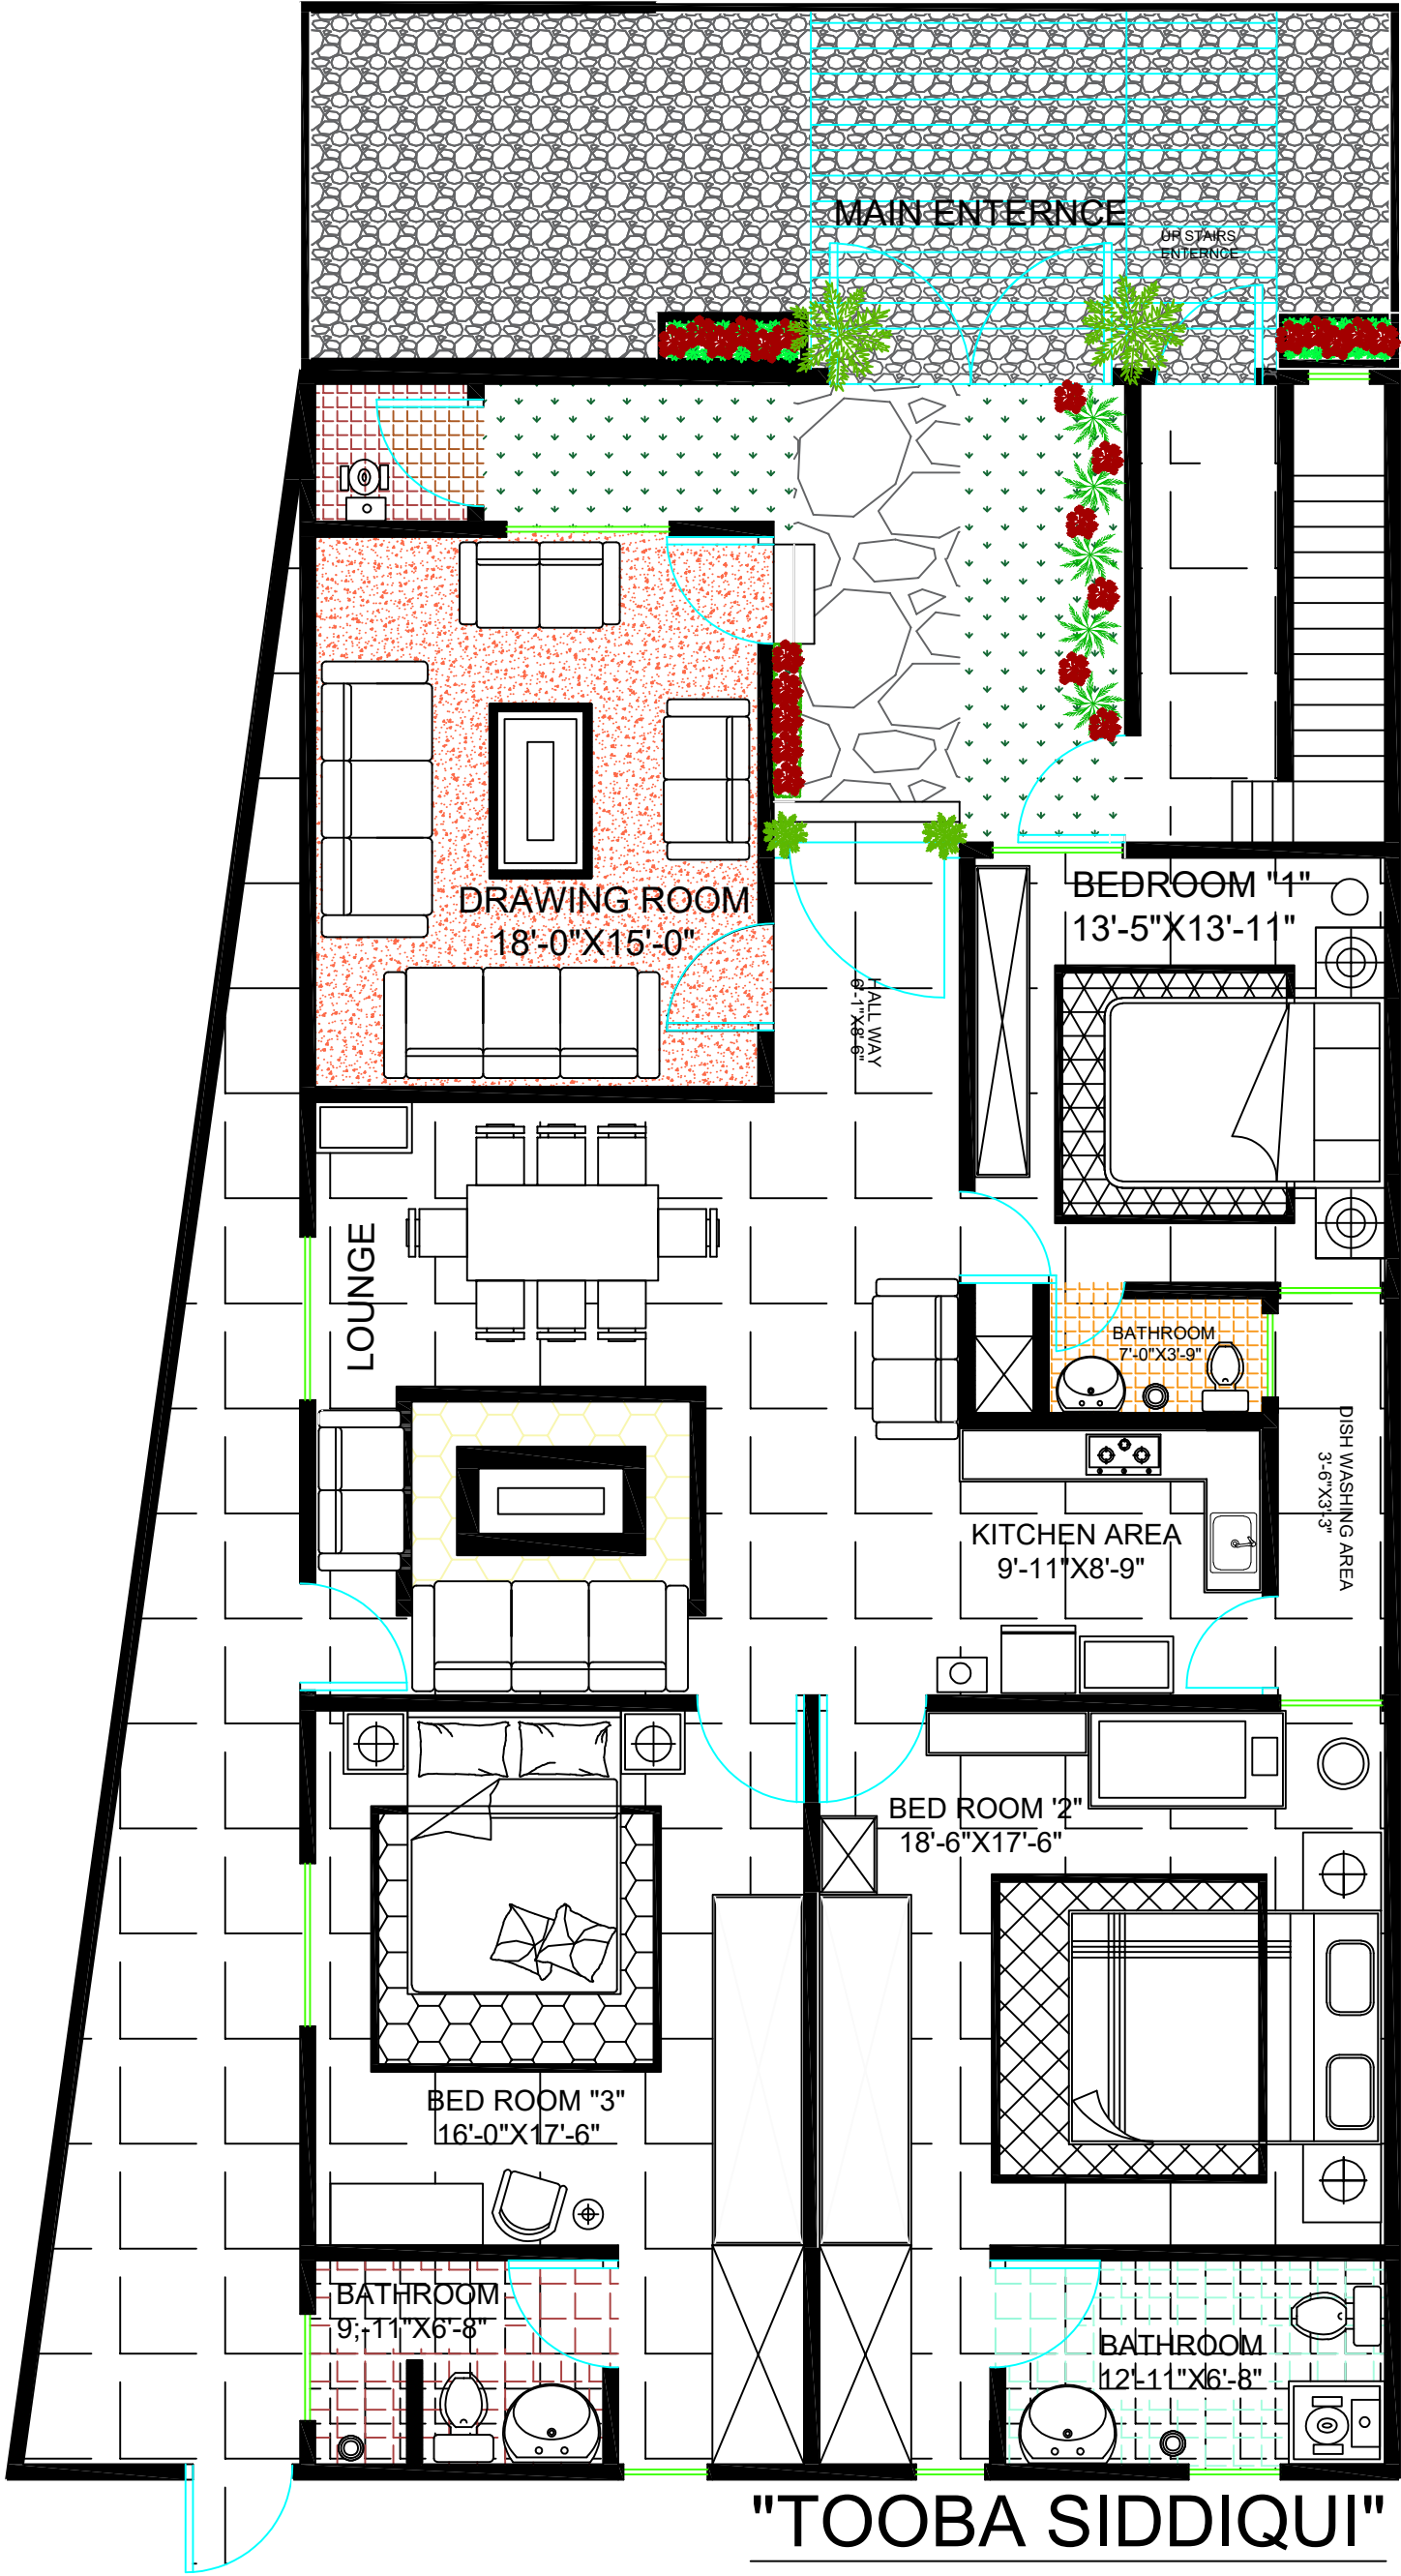 MAIN ENTERNCE
UP STAIRS
ENTERNCE
DRAWING ROOM
18'-0"X15'-0"
BEDROOM "1"
13'-5"X13'-11"
HALL WAY
6'-1"X8'-6"
LOUNGE
BATHROOM
7'-0"X3'-9"
DISH WASHING AREA
3'-6"X3'-3"
KITCHEN AREA
9'-11"X8'-9"
BED ROOM '2"
18'-6"X17'-6"
BED ROOM "3"
16'-0"X17'-6"
BATHROOM
9;-11"X6'-8"
BATHROOM
12'-11"X6'-8"
"TOOBA SIDDIQUI"